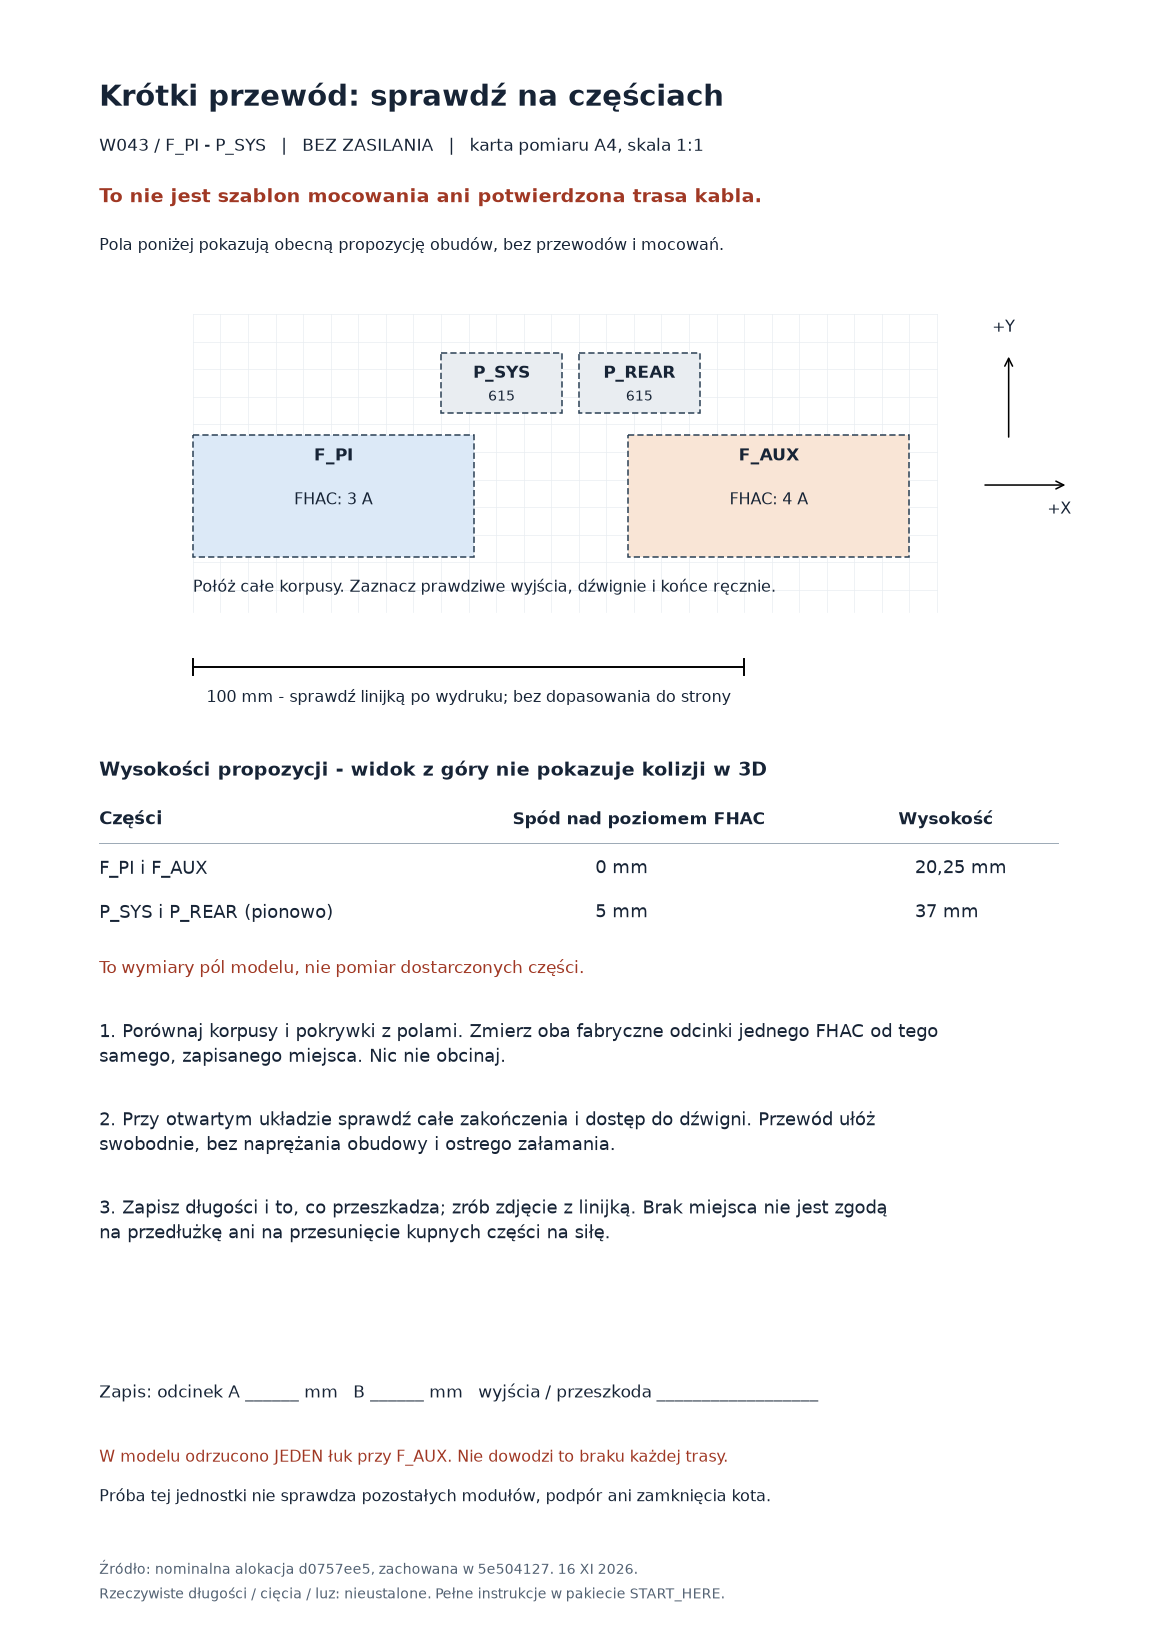 Krótki przewód: sprawdź na częściach
W043 / F_PI - P_SYS | BEZ ZASILANIA | karta pomiaru A4, skala 1:1
To nie jest szablon mocowania ani potwierdzona trasa kabla.
Pola poniżej pokazują obecną propozycję obudów, bez przewodów i mocowań.
+Y
P_SYS
615
P_REAR
615
F_PI
FHAC: 3 A
F_AUX
FHAC: 4 A
+X
Połóż całe korpusy. Zaznacz prawdziwe wyjścia, dźwignie i końce ręcznie.
100 mm - sprawdź linijką po wydruku; bez dopasowania do strony
Wysokości propozycji - widok z góry nie pokazuje kolizji w 3D
Części Spód nad poziomem FHAC Wysokość
F_PI i F_AUX 0 mm 20,25 mm
P_SYS i P_REAR (pionowo) 5 mm 37 mm
To wymiary pól modelu, nie pomiar dostarczonych części.
1. Porównaj korpusy i pokrywki z polami. Zmierz oba fabryczne odcinki jednego FHAC od tego
samego, zapisanego miejsca. Nic nie obcinaj.
2. Przy otwartym układzie sprawdź całe zakończenia i dostęp do dźwigni. Przewód ułóż
swobodnie, bez naprężania obudowy i ostrego załamania.
3. Zapisz długości i to, co przeszkadza; zrób zdjęcie z linijką. Brak miejsca nie jest zgodą
na przedłużkę ani na przesunięcie kupnych części na siłę.
Zapis: odcinek A ______ mm B ______ mm wyjścia / przeszkoda __________________
W modelu odrzucono JEDEN łuk przy F_AUX. Nie dowodzi to braku każdej trasy.
Próba tej jednostki nie sprawdza pozostałych modułów, podpór ani zamknięcia kota.
Źródło: nominalna alokacja d0757ee5, zachowana w 5e504127. 16 XI 2026.
Rzeczywiste długości / cięcia / luz: nieustalone. Pełne instrukcje w pakiecie START_HERE.